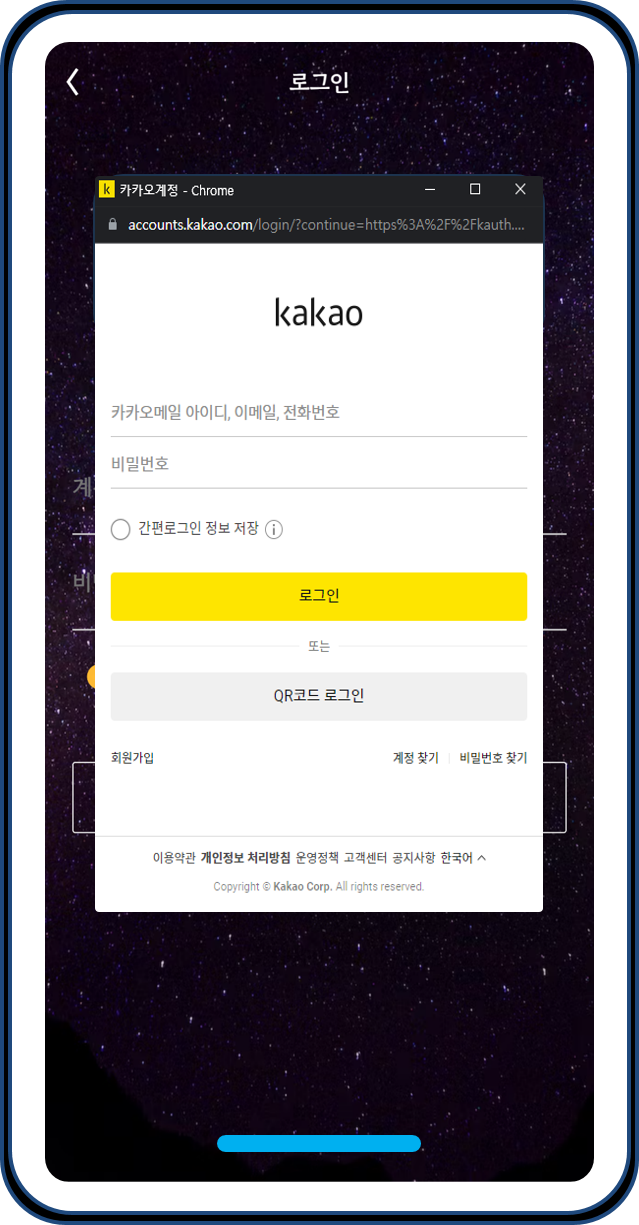 로그인
k 카카오계정 - Chrome
accounts.kakao.com/login/?continue=https%3A%2F%2Fkauth....
kakao
카카오메일 아이디, 이메일, 전화번호
비밀번호
간편로그인 정보 저장
로그인
또는
QR코드 로그인
회원가입 계정 찾기 비밀번호 찾기
이용약관 개인정보 처리방침 운영정책 고객센터 공지사항 한국어
Copyright © Kakao Corp. All rights reserved.